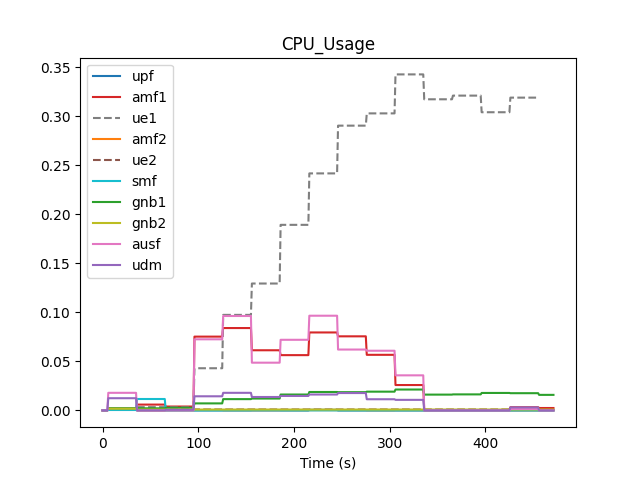 CPU_Usage
0.35
0.30
0.25
0.20
0.15
0.10
0.05
0.00
upf
amf1
ue1
amf2
ue2
smf
gnb1
gnb2
ausf
udm
0 100 200 300 400
Time (s)